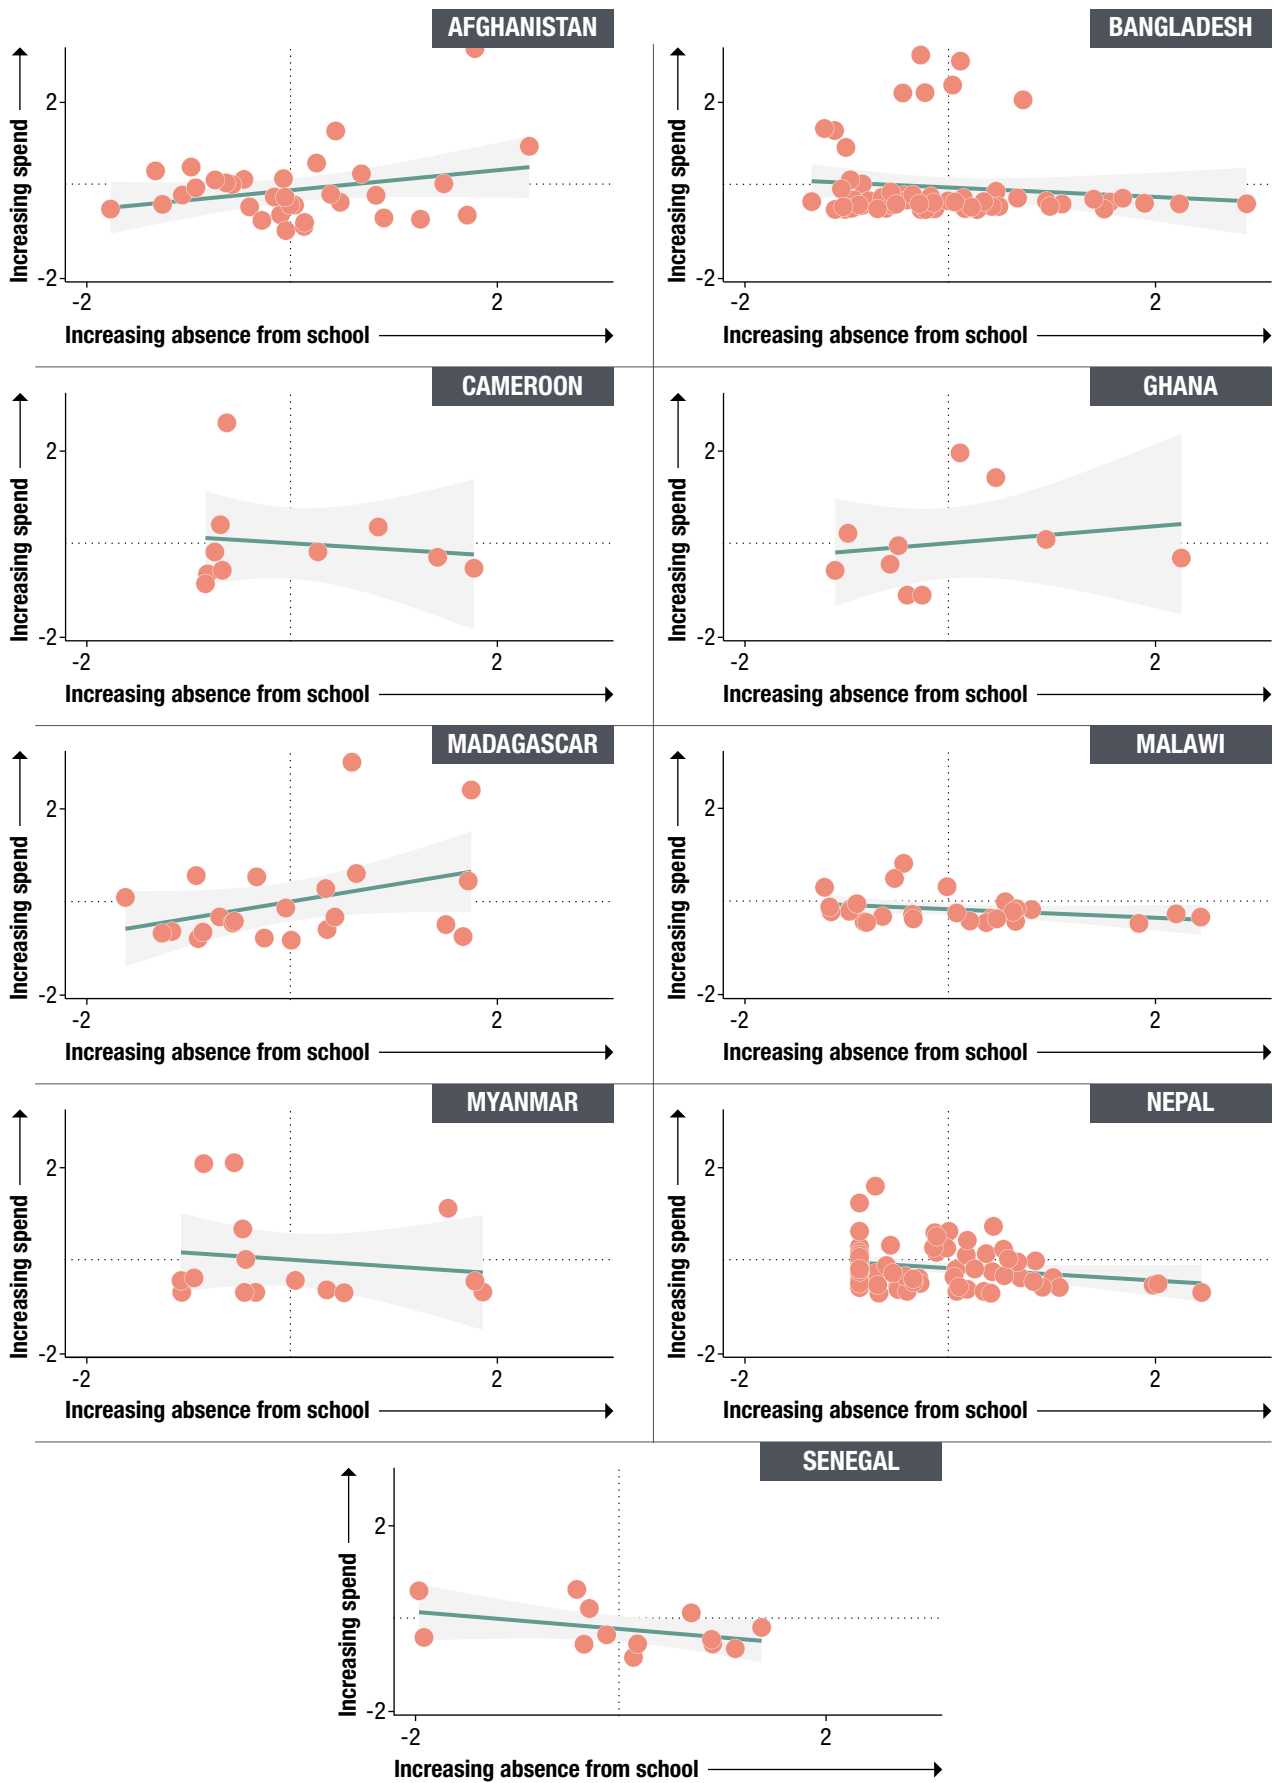 AFGHANISTAN
Increasing spend
2
-2
-2
2
Increasing absence from school
BANGLADESH
Increasing spend
2
-2
-2
2
Increasing absence from school
CAMEROON
Increasing spend
2
-2
-2
2
Increasing absence from school
GHANA
Increasing spend
2
-2
-2
2
Increasing absence from school
MADAGASCAR
Increasing spend
2
-2
-2
2
Increasing absence from school
MALAWI
Increasing spend
2
-2
-2
2
Increasing absence from school
MYANMAR
Increasing spend
2
-2
-2
2
Increasing absence from school
NEPAL
Increasing spend
2
-2
-2
2
Increasing absence from school
SENEGAL
Increasing spend
2
-2
-2
2
Increasing absence from school